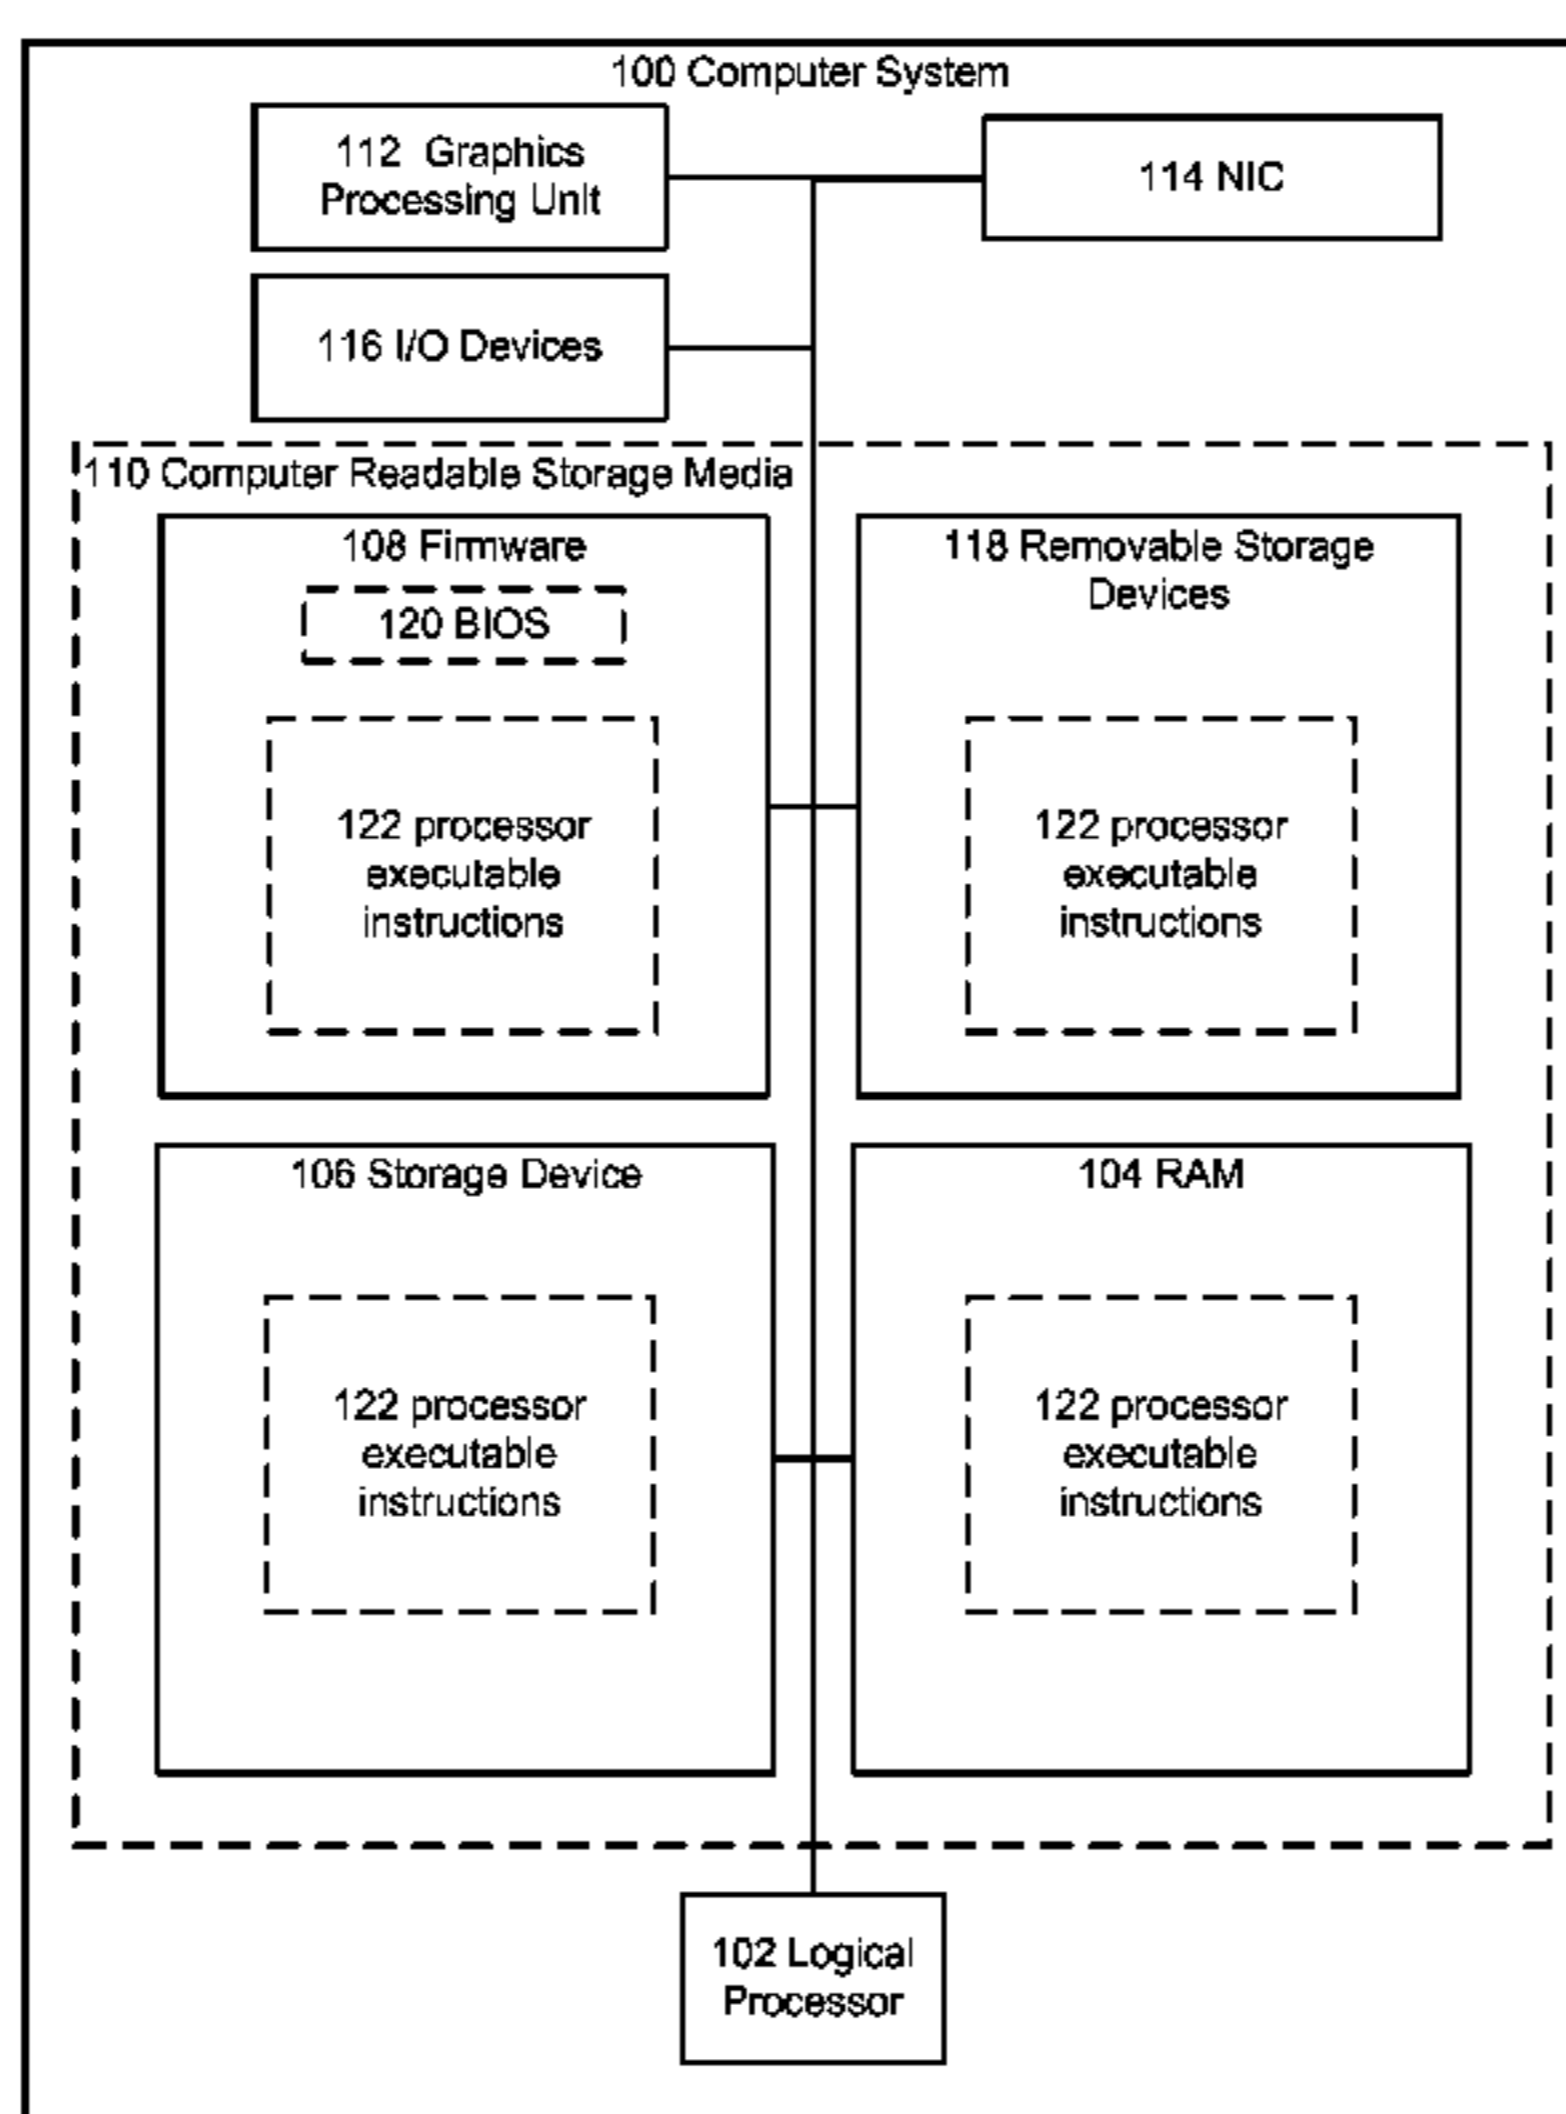 100 Computer System
112 Graphics
Processing Unit
114 NIC
116 I/O Devices
110 Computer Readable Storage Media
108 Firmware
120 BIOS
122 processor
executable
instructions
118 Removable Storage
Devices
122 processor
executable
instructions
106 Storage Device
122 processor
executable
instructions
104 RAM
122 processor
executable
instructions
102 Logical
Processor